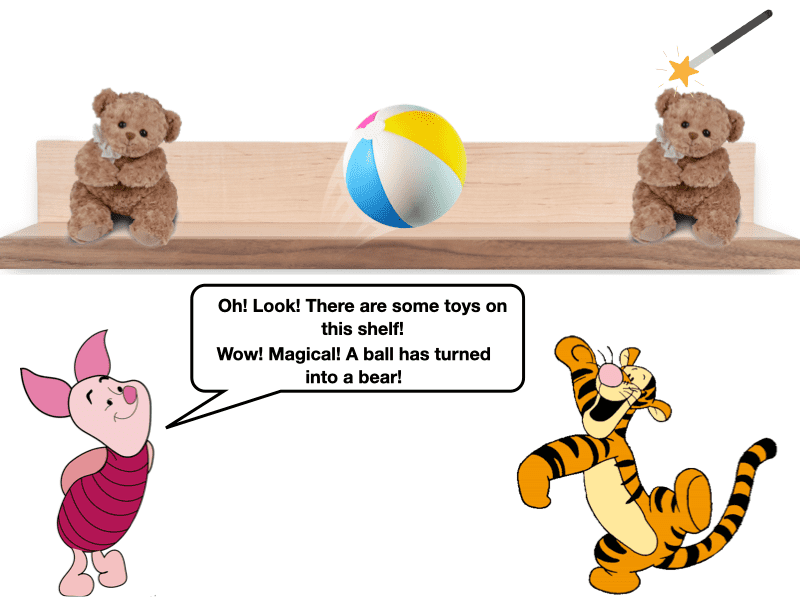 Oh! Look! There are some toys on
this shelf!
Wow! Magical! A ball has turned
into a bear!